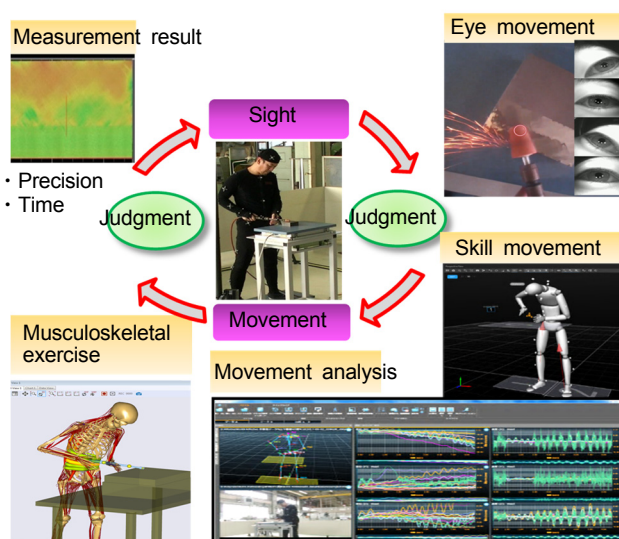 Measurement result
Eye movement
Sight
・Precision
・Time
Judgment
Judgment
Skill movement
Movement
Musculoskeletal
exercise
Movement analysis